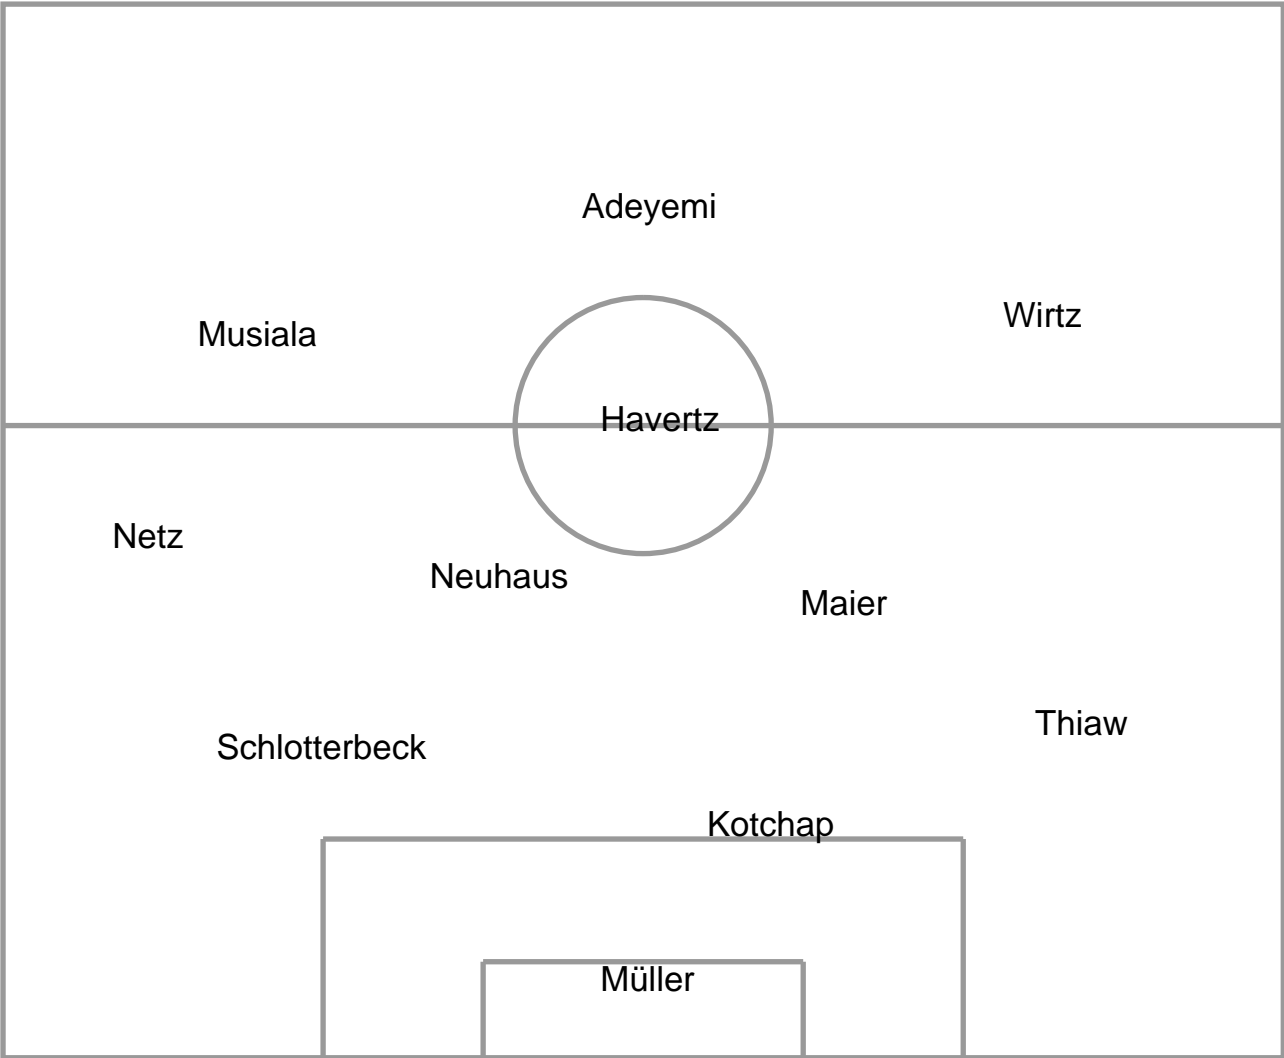 Adeyemi
Wirtz
Musiala
Havertz
Netz
Neuhaus
Maier
Thiaw
Schlotterbeck
Kotchap
Müller